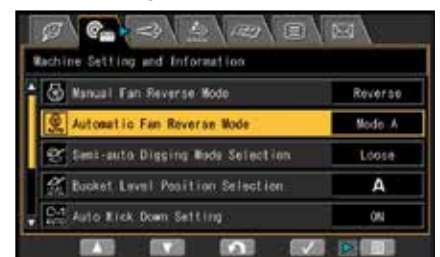 Machine Setting and Information
Manual Fan Reverse Mode Reverse
Automatic Fan Reverse Mode Mode A
Semi-auto Digging Mode Selection Loose
Bucket Level Position Selection A
Auto Kick Down Setting ON